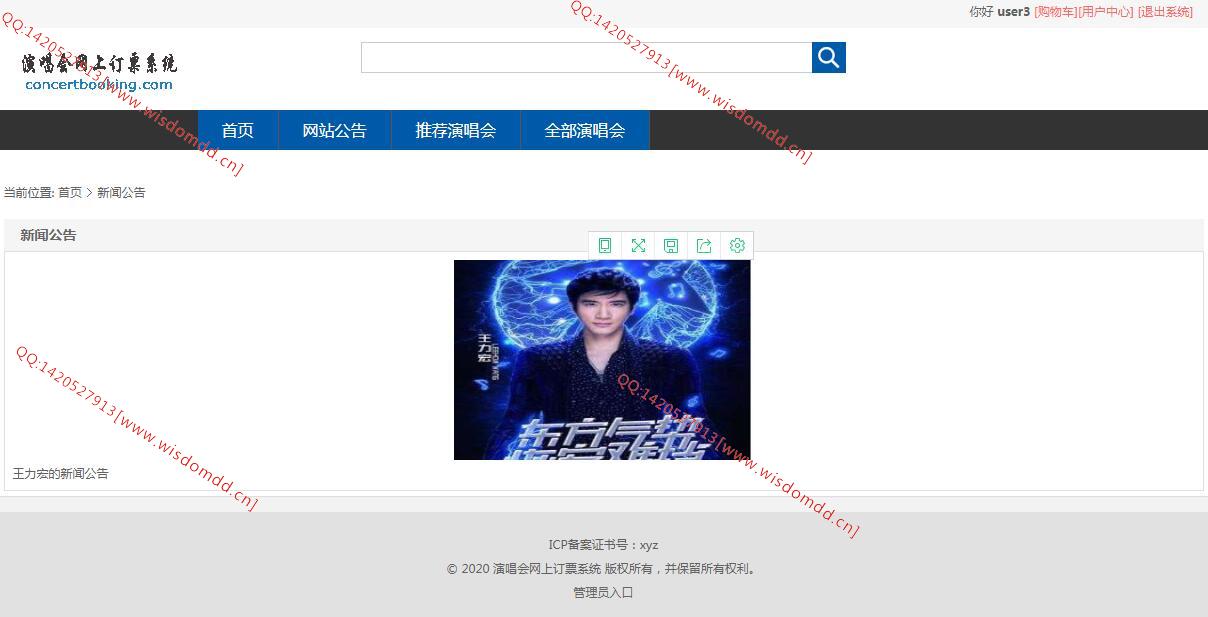 你好 user3 [购物车][用户中心] [退出系统]
演唱会网上订票系统
concertbooking.com
首页 网站公告 推荐演唱会 全部演唱会
当前位置: 首页 > 新闻公告
新闻公告
王力宏
LEEHOM WANG
东方气帮
王力宏的新闻公告
ICP备案证书号：xyz
© 2020 演唱会网上订票系统 版权所有，并保留所有权利。
管理员入口
QQ:1420527913[www.wisdomdd.cn]
QQ:1420527913[www.wisdomdd.cn]
QQ:1420527913[www.wisdomdd.cn]
QQ:1420527913[www.wisdomdd.cn]